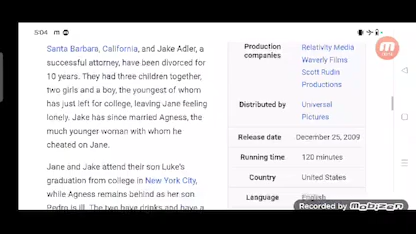 5:04 m
Santa Barbara, California, and Jake Adler, a
successful attorney, have been divorced for
10 years. They had three children together,
two girls and a boy, the youngest of whom
has just left for college, leaving Jane feeling
lonely. Jake has since married Agness, the
much younger woman with whom he
cheated on Jane.
Jane and Jake attend their son Luke's
graduation from college in New York City,
while Agness remains behind as her son
Pedro is ill. The two have drinks and have a
Production
companies
Relativity Media
Waverly Films
Scott Rudin
Productions
Distributed by
Universal
Pictures
Release date
December 25, 2009
Running time
120 minutes
Country
United States
Language
English
Recorded by Mobizen